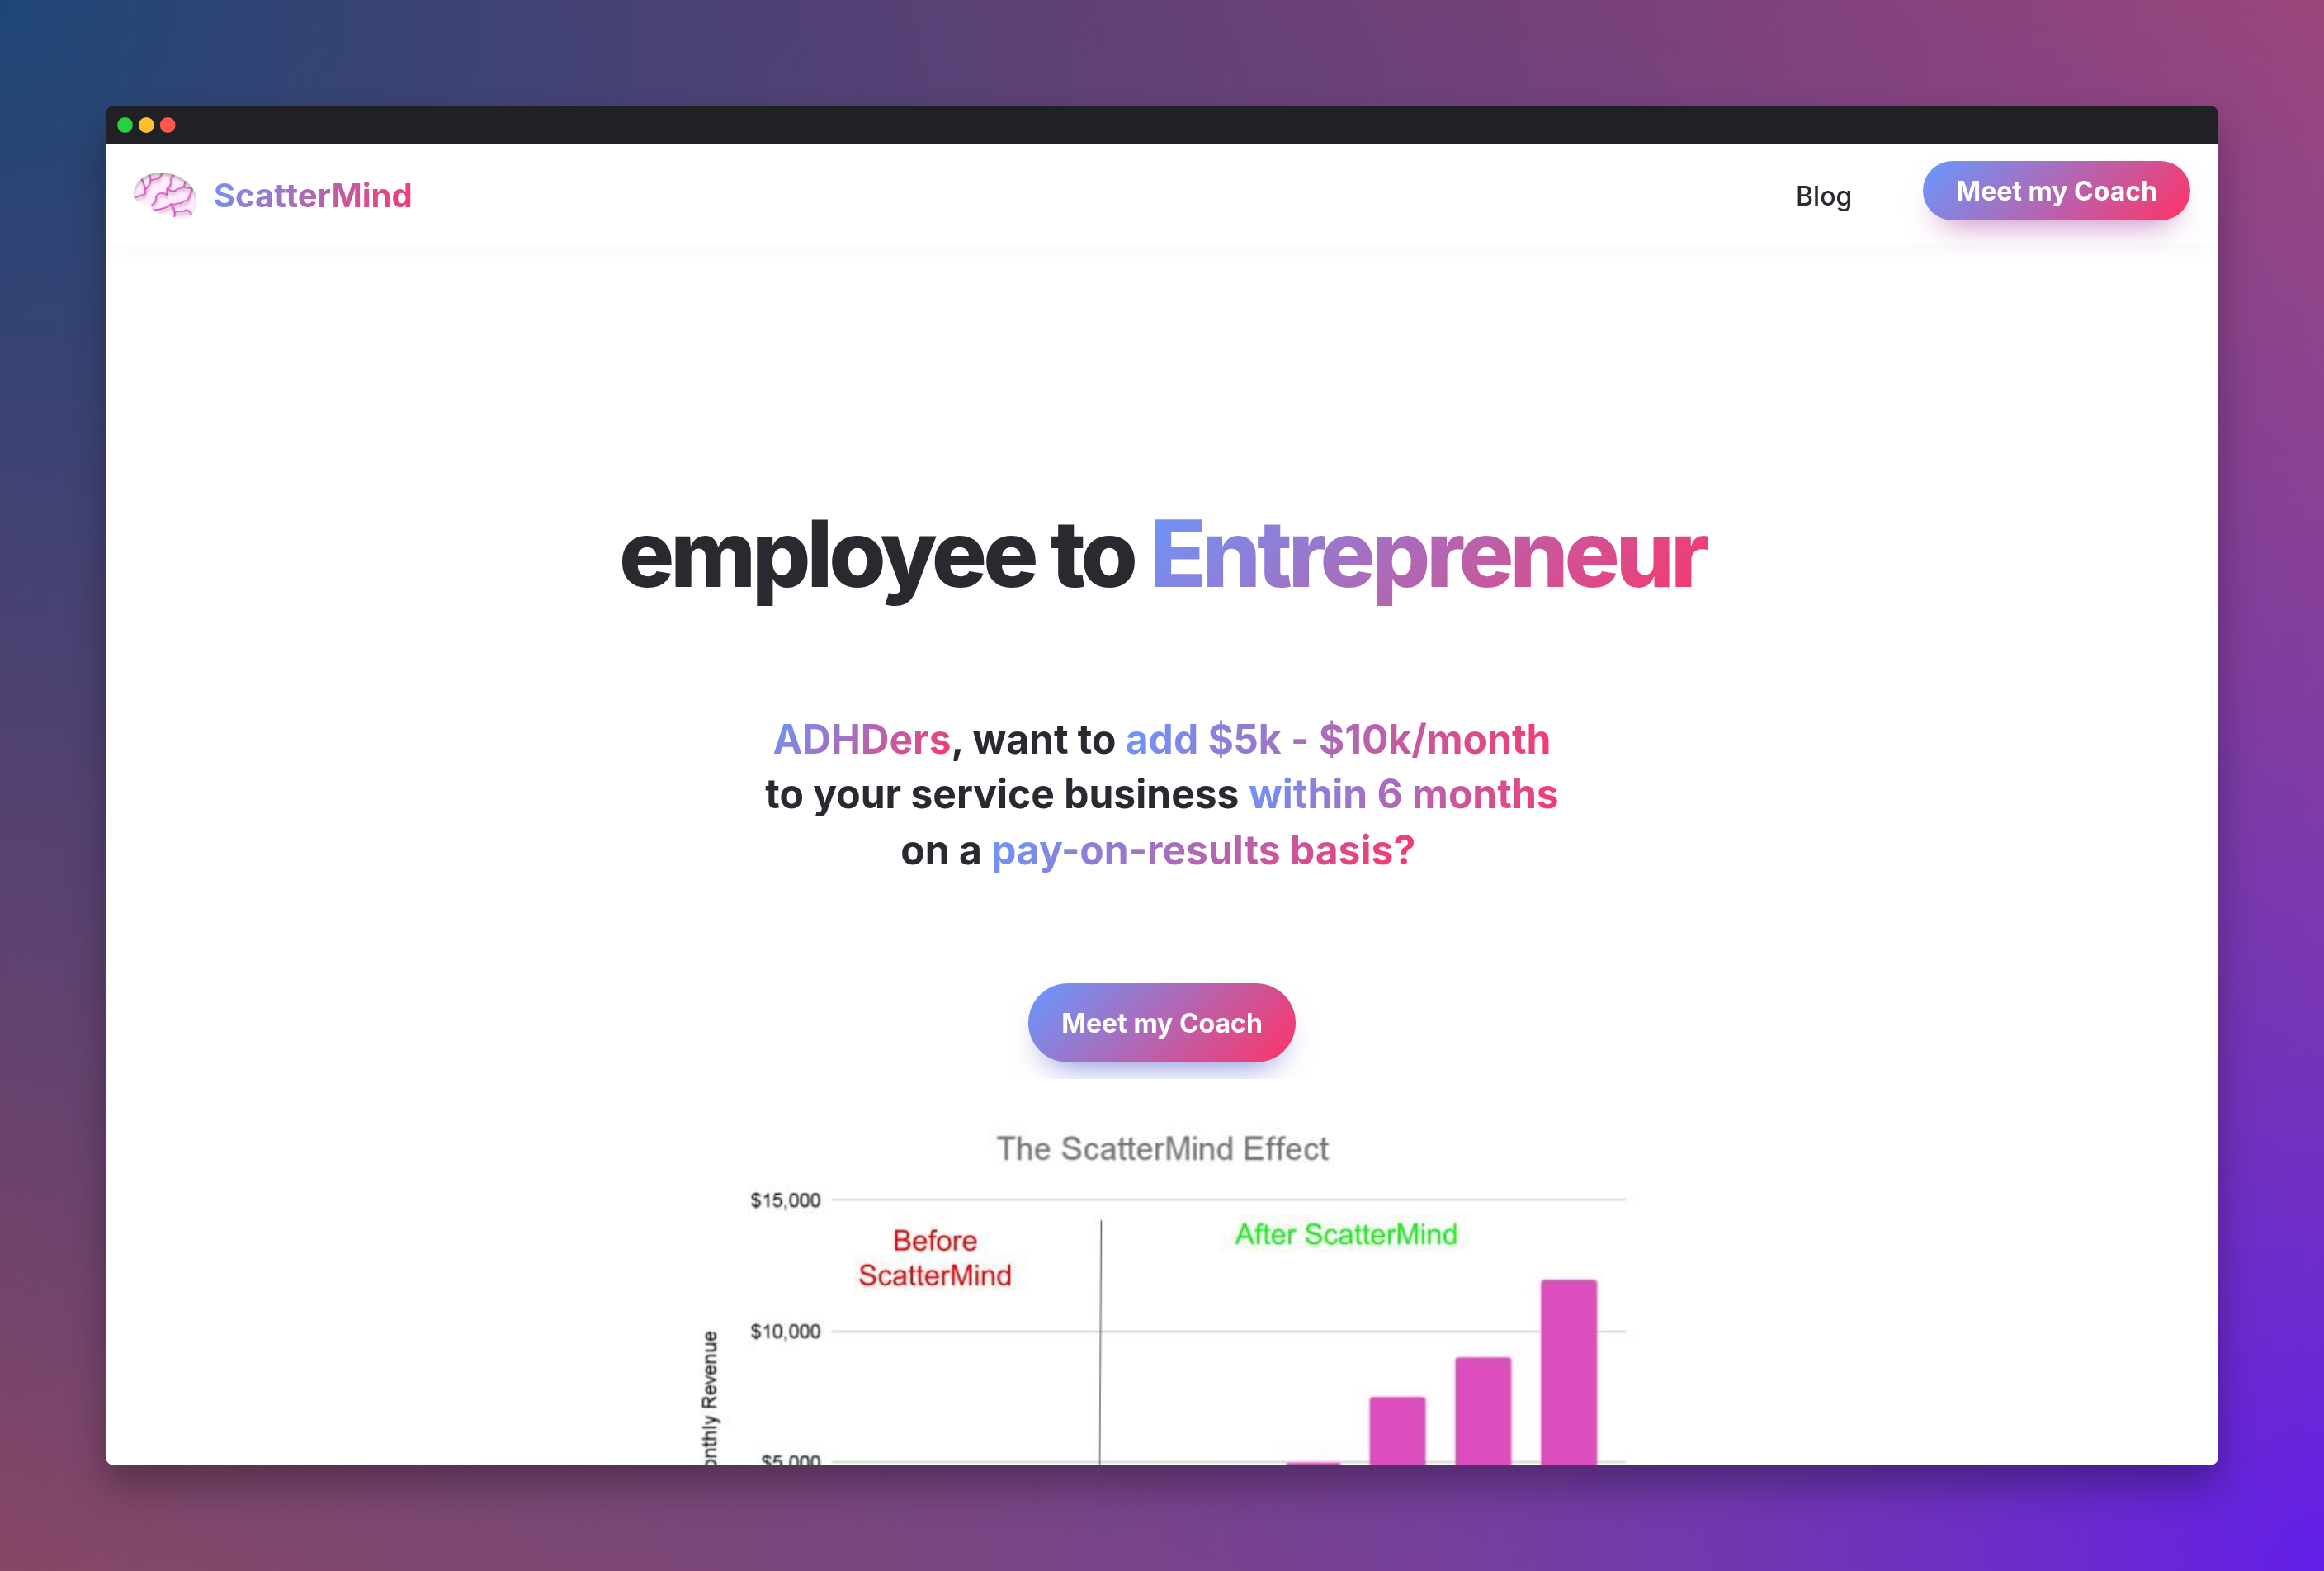 ScatterMind
Blog
Meet my Coach
employee to Entrepreneur
ADHDers, want to add $5k - $10k/month
to your service business within 6 months
on a pay-on-results basis?
Meet my Coach
The ScatterMind Effect
$15,000
Before
ScatterMind
After ScatterMind
$10,000
onthly Revenue
$5,000